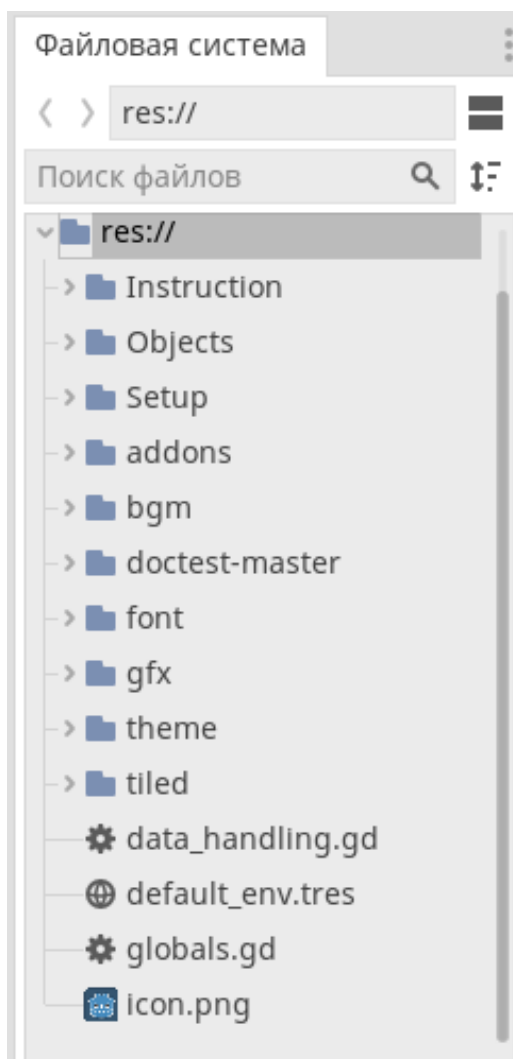 Файловая система
res://
Поиск файлов
res://
Instruction
Objects
Setup
addons
bgm
doctest-master
font
gfx
theme
tiled
data_handling.gd
default_env.tres
globals.gd
icon.png